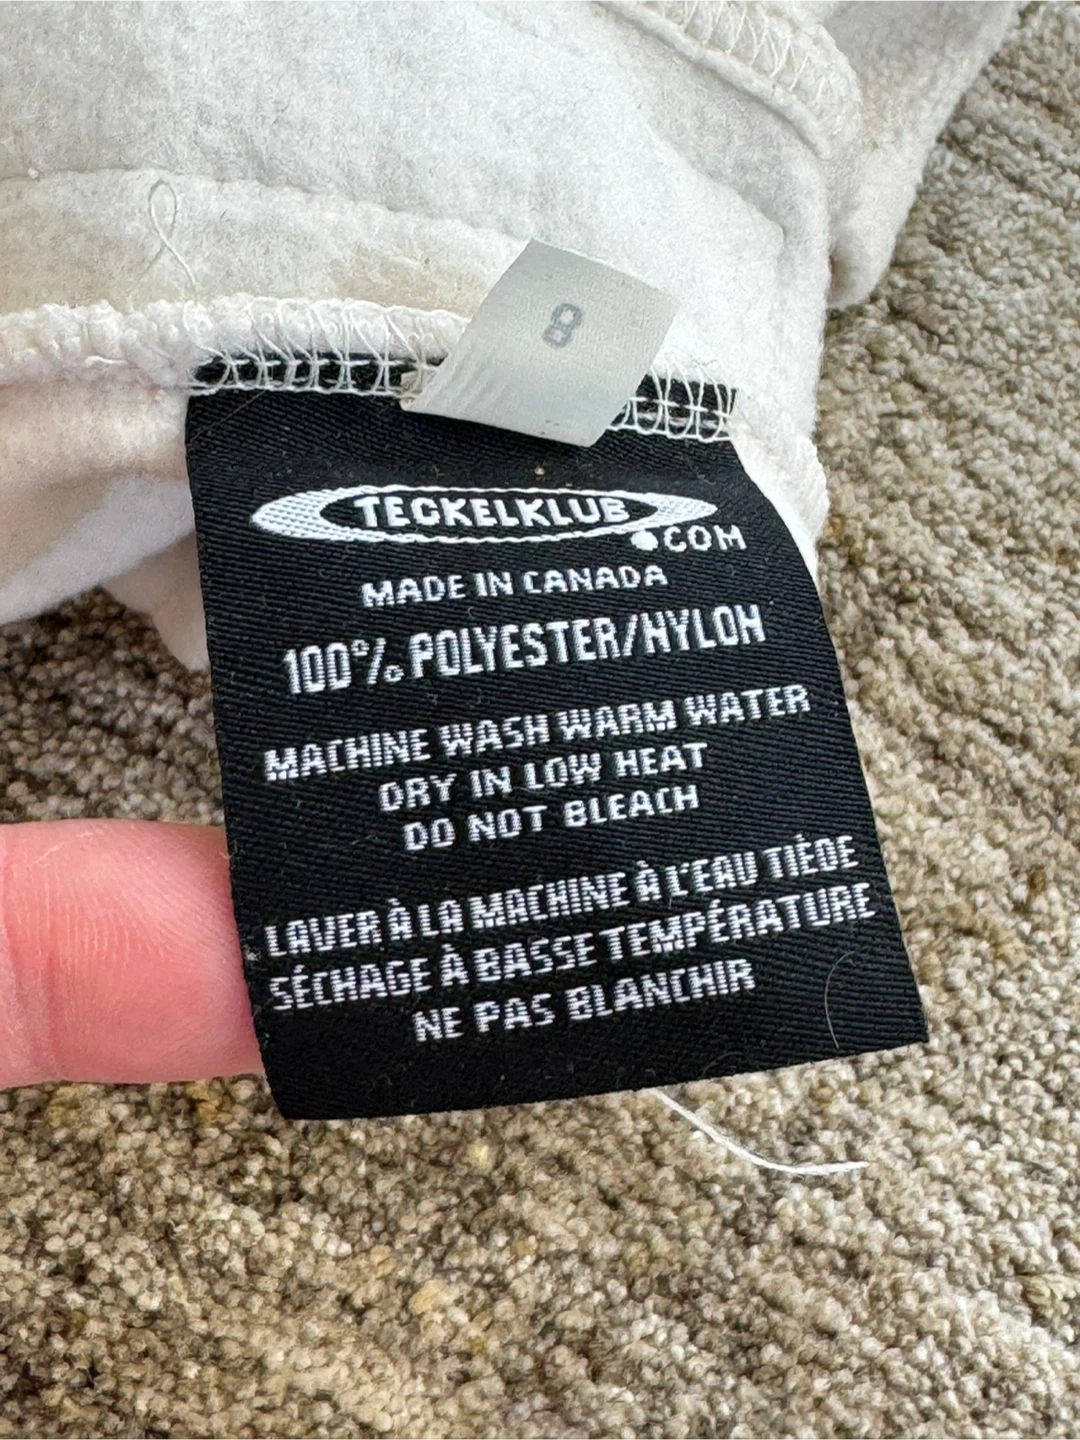 8
TECKELKLUB
.COM
MADE IN CANADA
100% POLYESTER/NYLON
MACHINE WASH WARM WATER
DRY IN LOW HEAT
DO NOT BLEACH
LAVER À LA MACHINE À L'EAU TIÈDE
SÉCHAGE À BASSE TEMPÉRATURE
NE PAS BLANCHIR